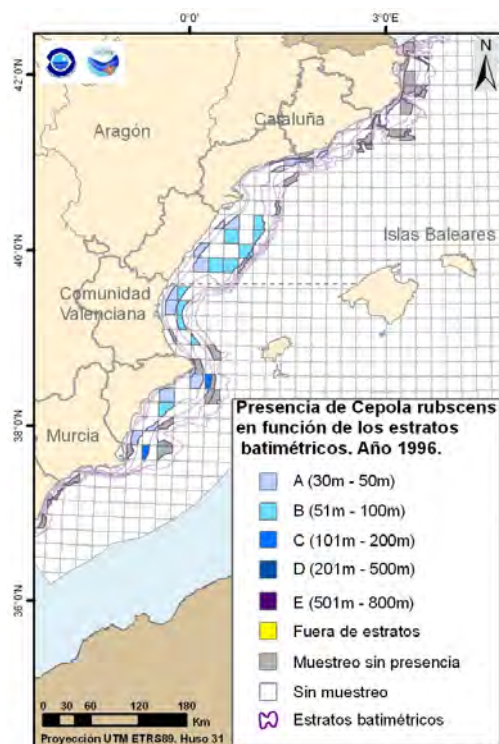 0°0' 3°0'E
N
42°0'N
Cataluña
Aragón
40°0'N
Islas Baleares
Comunidad
Valenciana
38°0'N
Murcia
36°0'N
Presencia de Cepola rubscens
en función de los estratos
batimétricos. Año 1996.
A (30m - 50m)
B (51m - 100m)
C (101m - 200m)
D (201m - 500m)
E (501m - 800m)
Fuera de estratos
Muestreo sin presencia
Sin muestreo
Estratos batimétricos
0 30 60 120 180
Km
Proyección UTM ETRS89. Huso 31